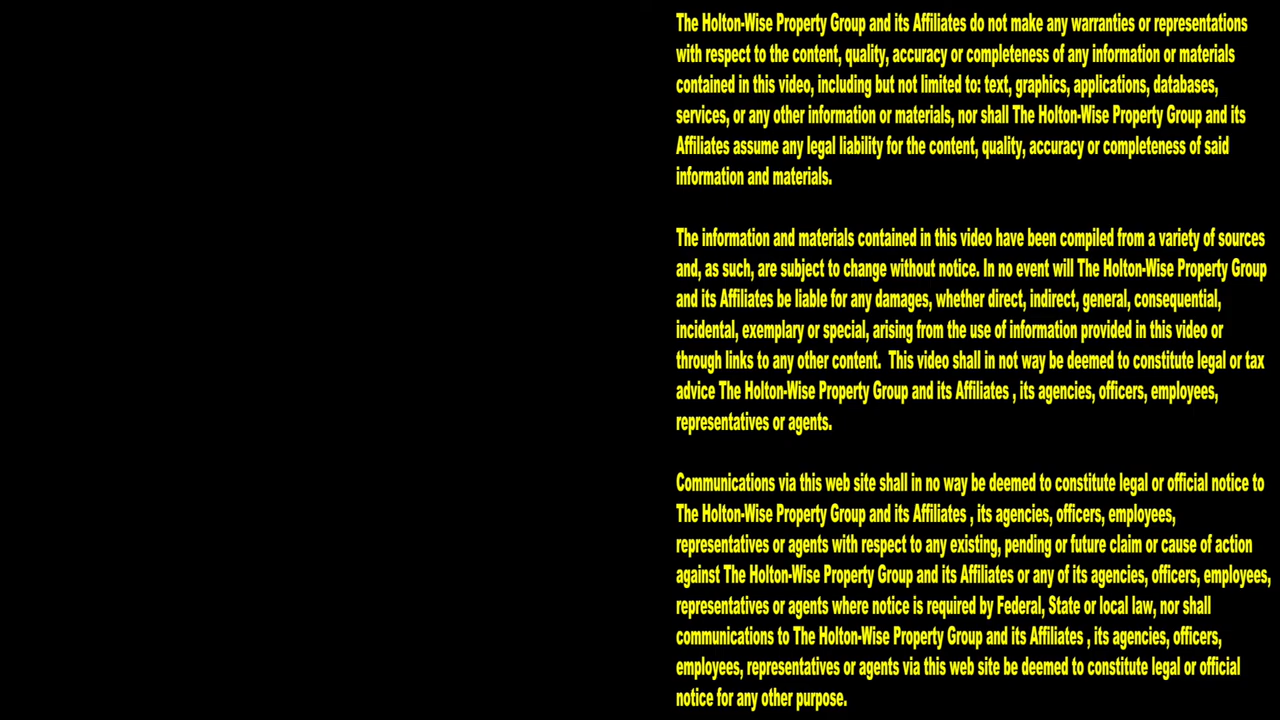 The Holton-Wise Property Group and its Affiliates do not make any warranties or representations
with respect to the content, quality, accuracy or completeness of any information or materials
contained in this video, including but not limited to: text, graphics, applications, databases,
services, or any other information or materials, nor shall The Holton-Wise Property Group and its
Affiliates assume any legal liability for the content, quality, accuracy or completeness of said
information and materials.
The information and materials contained in this video have been compiled from a variety of sources
and, as such, are subject to change without notice. In no event will The Holton-Wise Property Group
and its Affiliates be liable for any damages, whether direct, indirect, general, consequential,
incidental, exemplary or special, arising from the use of information provided in this video or
through links to any other content.  This video shall in not way be deemed to constitute legal or tax
advice The Holton-Wise Property Group and its Affiliates , its agencies, officers, employees,
representatives or agents.
Communications via this web site shall in no way be deemed to constitute legal or official notice to
The Holton-Wise Property Group and its Affiliates , its agencies, officers, employees,
representatives or agents with respect to any existing, pending or future claim or cause of action
against The Holton-Wise Property Group and its Affiliates or any of its agencies, officers, employees,
representatives or agents where notice is required by Federal, State or local law, nor shall
communications to The Holton-Wise Property Group and its Affiliates , its agencies, officers,
employees, representatives or agents via this web site be deemed to constitute legal or official
notice for any other purpose.